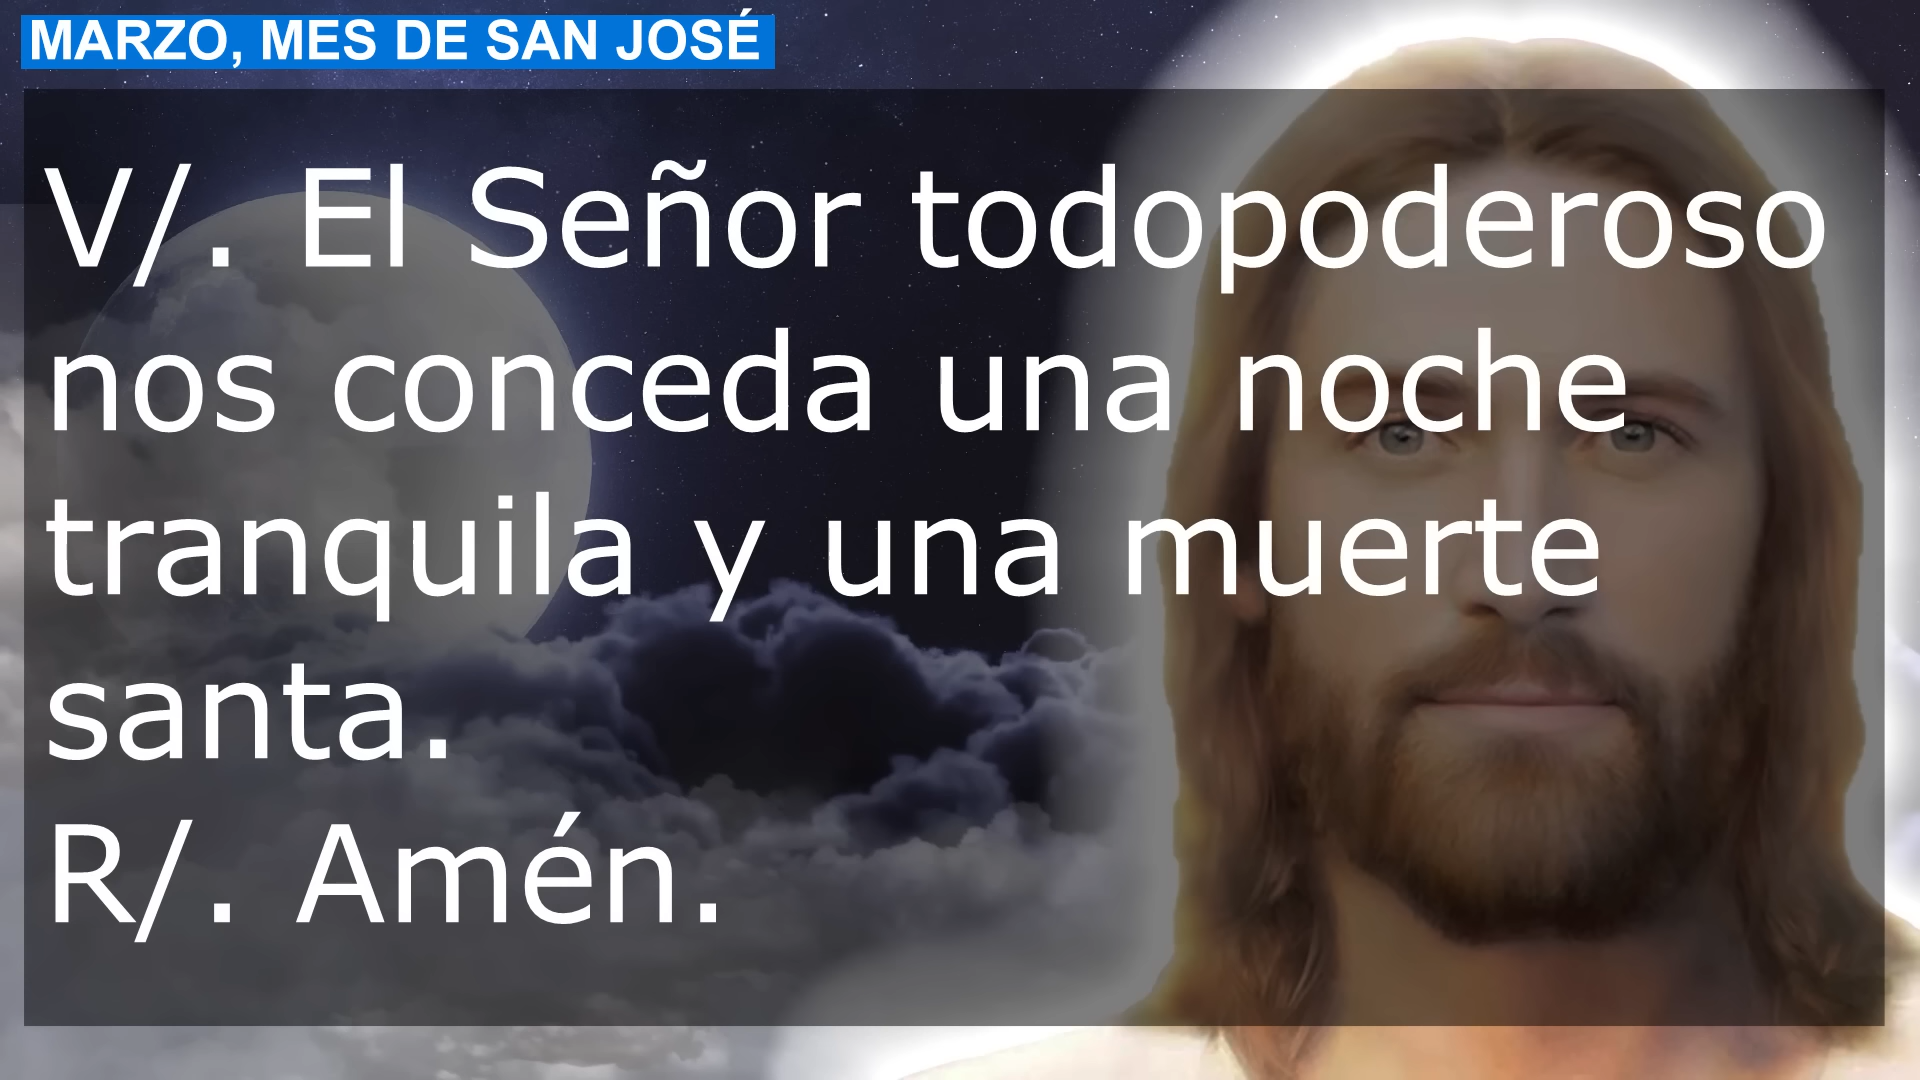 MARZO, MES DE SAN JOSÉ
V/. El Señor todopoderoso
nos conceda una noche
tranquila y una muerte
santa.
R/. Amén.